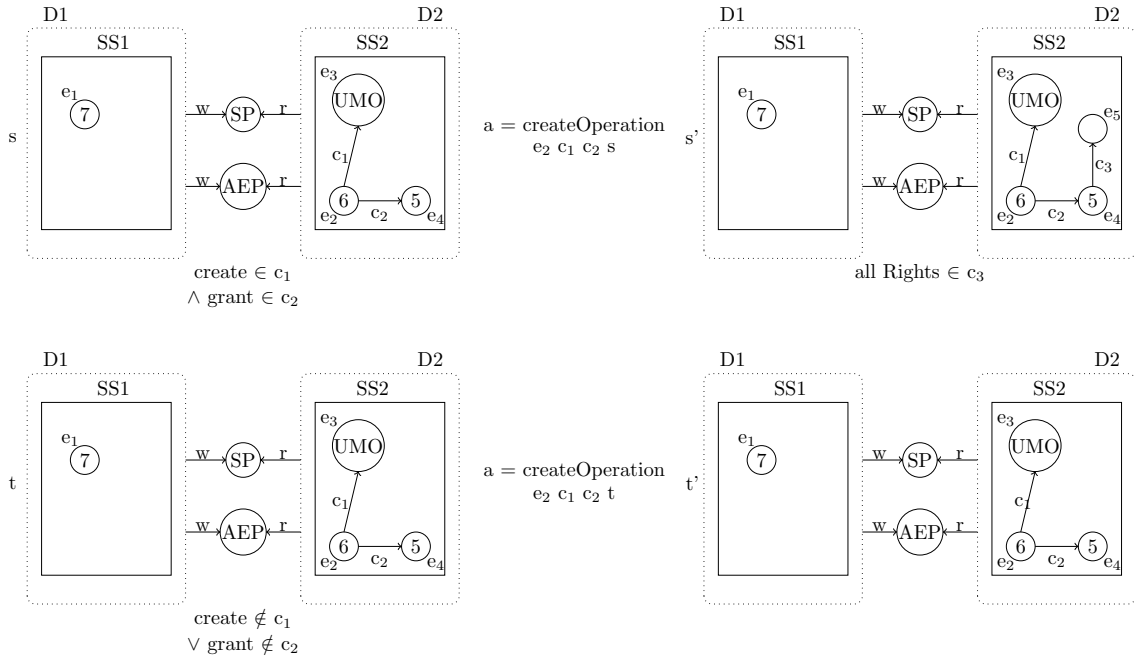 D1 D2 D1 D2
SS1 SS2 SS1 SS2
e3 e3
e1 UMO e1 UMO e5
7 w SP r 7 w SP r
a = createOperation
s e2 c1 c2 s s'
c1 c1 c3
w AEP r w AEP r
6 5 6 5
e2 c2 e4 e2 c2 e4
create ∈ c1 all Rights ∈ c3
∧ grant ∈ c2
D1 D2 D1 D2
SS1 SS2 SS1 SS2
e3 e3
e1 UMO e1 UMO
7 w SP r 7 w SP r
a = createOperation
t e2 c1 c2 t t'
c1 c1
w AEP r w AEP r
6 5 6 5
e2 c2 e4 e2 c2 e4
create ∉ c1
∨ grant ∉ c2